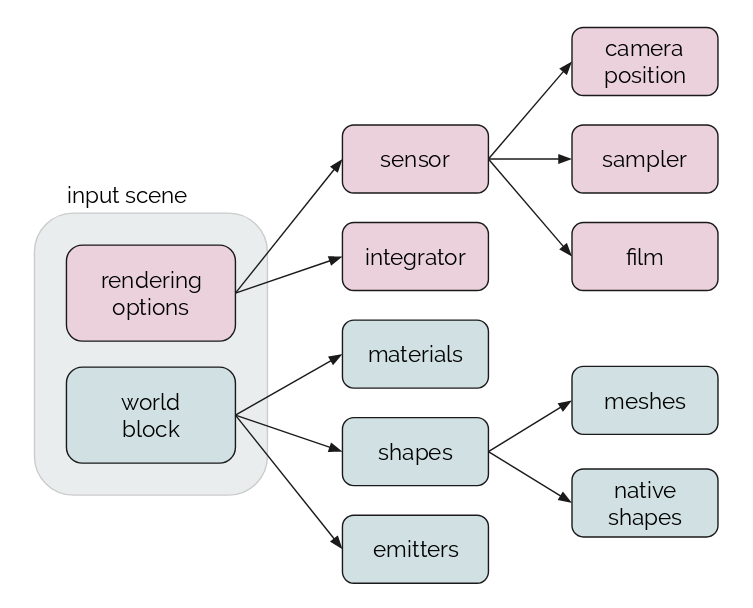 camera
position
sensor
sampler
input scene
integrator
film
rendering
options
materials
world
block
shapes
meshes
native
shapes
emitters